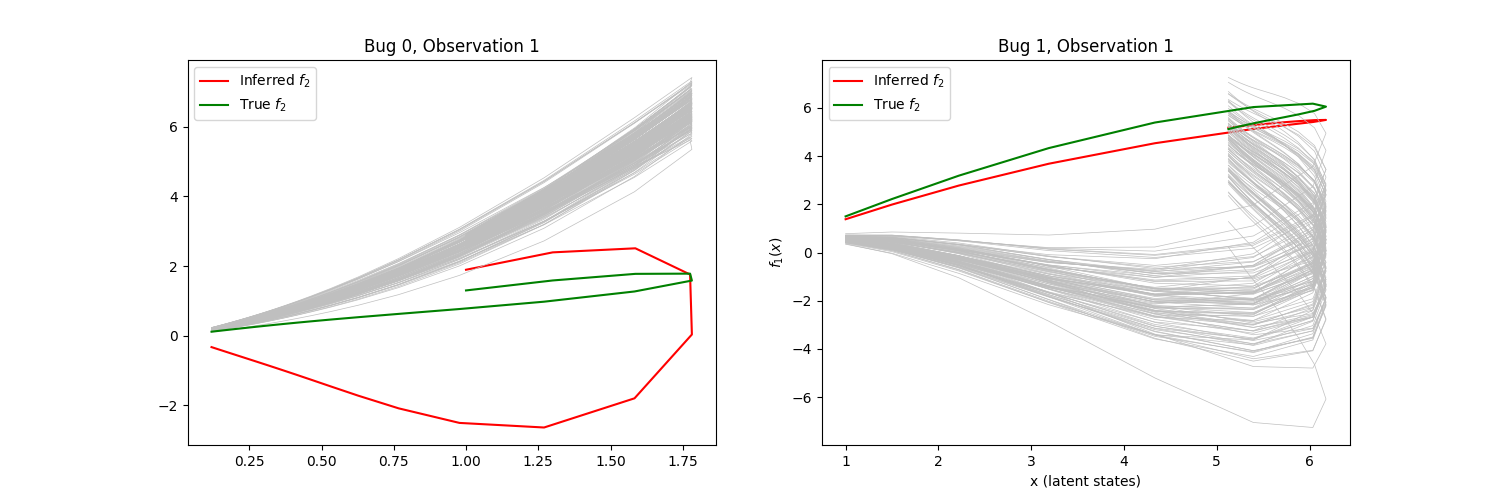 Bug 0, Observation 1
Inferred f₂
True f₂
6
4
2
0
−2
0.25 0.50 0.75 1.00 1.25 1.50 1.75
Bug 1, Observation 1
Inferred f₂
True f₂
f₁(x)
6
4
2
0
−2
−4
−6
1 2 3 4 5 6
x (latent states)